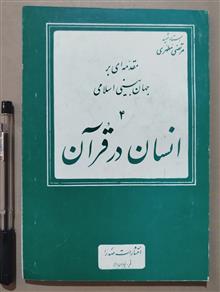 استاد شهید
مرتضی مطهری
مقدمه‌ای بر
جهان بینی اسلامی
۴
انسان در قرآن
انتشارات صدرا